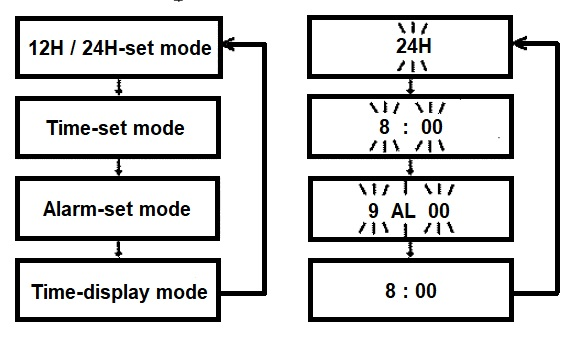 12H / 24H-set mode
Time-set mode
Alarm-set mode
Time-display mode
24H
8 : 00
9 AL 00
8 : 00